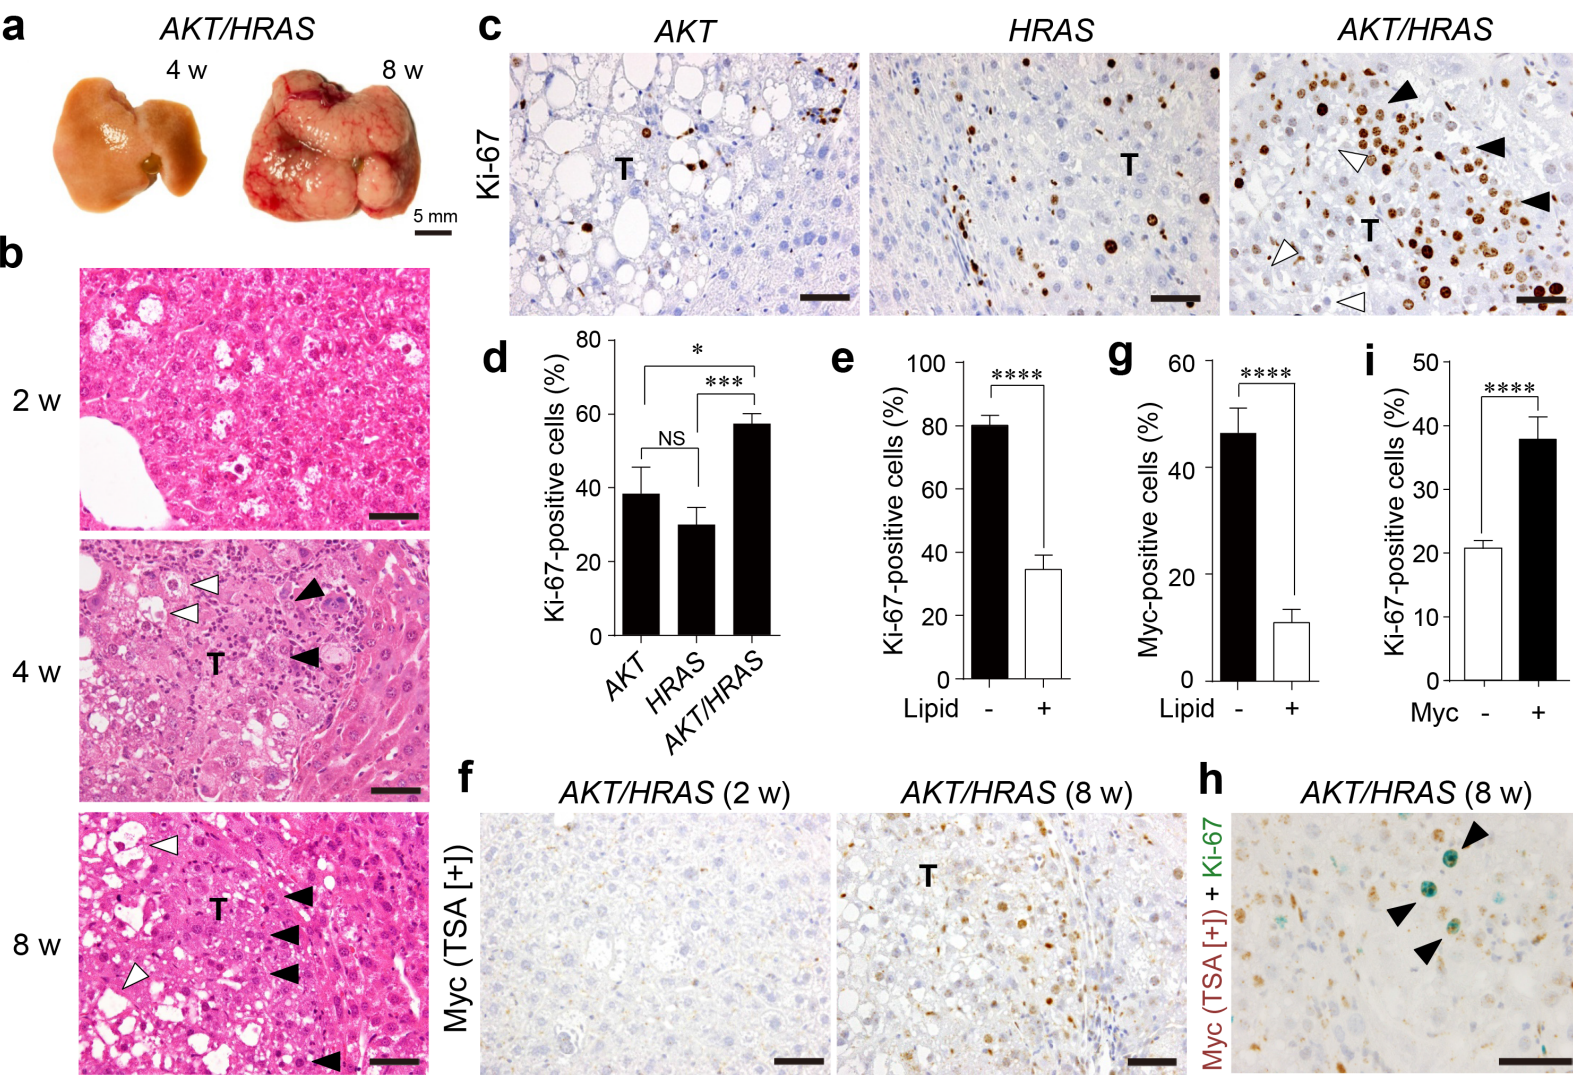 a
AKT/HRAS
4 w
8 w
5 mm
b
2 w
4 w
T
8 w
T
c
AKT
HRAS
AKT/HRAS
Ki-67
T
T
T
d
Ki-67-positive cells (%)
80
60
40
20
0
*
***
NS
AKT
HRAS
AKT/HRAS
e
Ki-67-positive cells (%)
100
80
60
40
20
0
****
Lipid - +
g
Myc-positive cells (%)
60
40
20
0
****
Lipid - +
i
Ki-67-positive cells (%)
50
40
30
20
10
0
****
Myc - +
f
AKT/HRAS (2 w)
AKT/HRAS (8 w)
Myc (TSA [+])
T
h
AKT/HRAS (8 w)
Myc (TSA [+]) + Ki-67